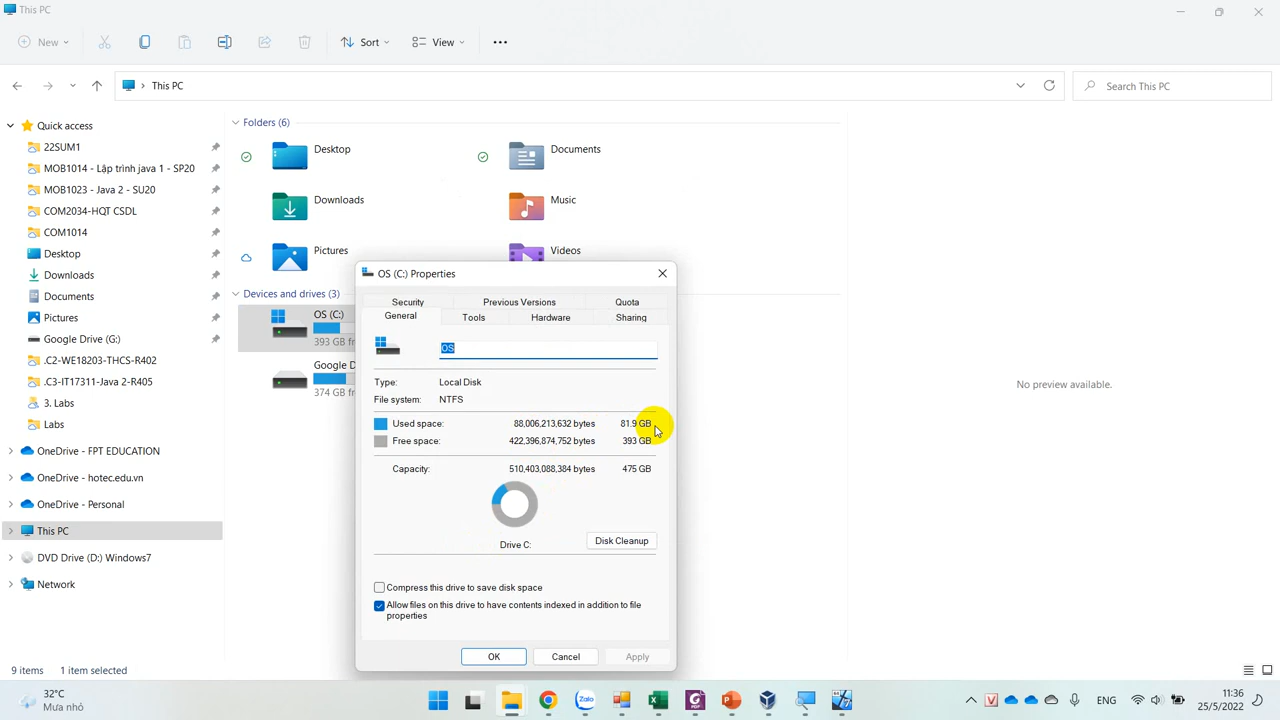 This PC
New
Sort
View
This PC
Search This PC
Quick access
22SUM1
MOB1014 - Lập trình java 1 - SP20
MOB1023 - Java 2 - SU20
COM2034-HQT CSDL
COM1014
Desktop
Downloads
Documents
Pictures
Google Drive (G:)
.C2-WE18203-THCS-R402
.C3-IT17311-Java 2-R405
3. Labs
Labs
OneDrive - FPT EDUCATION
OneDrive - hotec.edu.vn
OneDrive - Personal
This PC
DVD Drive (D:) Windows7
Network
Folders (6)
Desktop
Documents
Downloads
Music
Pictures
Videos
Devices and drives (3)
OS (C:)
393 GB fr
Google D
374 GB fr
No preview available.
OS (C:) Properties
Security
Previous Versions
Quota
General
Tools
Hardware
Sharing
OS
Type: Local Disk
File system: NTFS
Used space: 88,006,213,632 bytes 81.9 GB
Free space: 422,396,874,752 bytes 393 GB
Capacity: 510,403,088,384 bytes 475 GB
Drive C:
Disk Cleanup
Compress this drive to save disk space
Allow files on this drive to have contents indexed in addition to file
properties
OK
Cancel
Apply
9 items
1 item selected
32°C
Mưa nhỏ
Zalo
ENG
11:36
25/5/2022